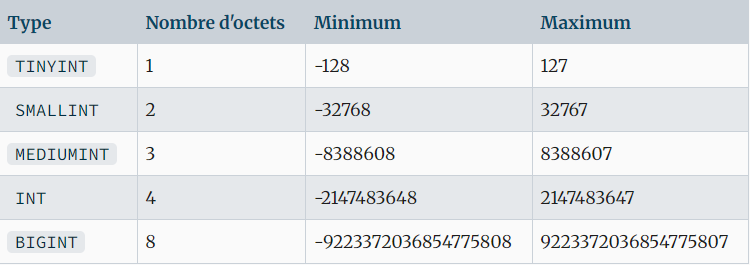 Type Nombre d'octets Minimum Maximum
TINYINT 1 -128 127
SMALLINT 2 -32768 32767
MEDIUMINT 3 -8388608 8388607
INT 4 -2147483648 2147483647
BIGINT 8 -9223372036854775808 9223372036854775807